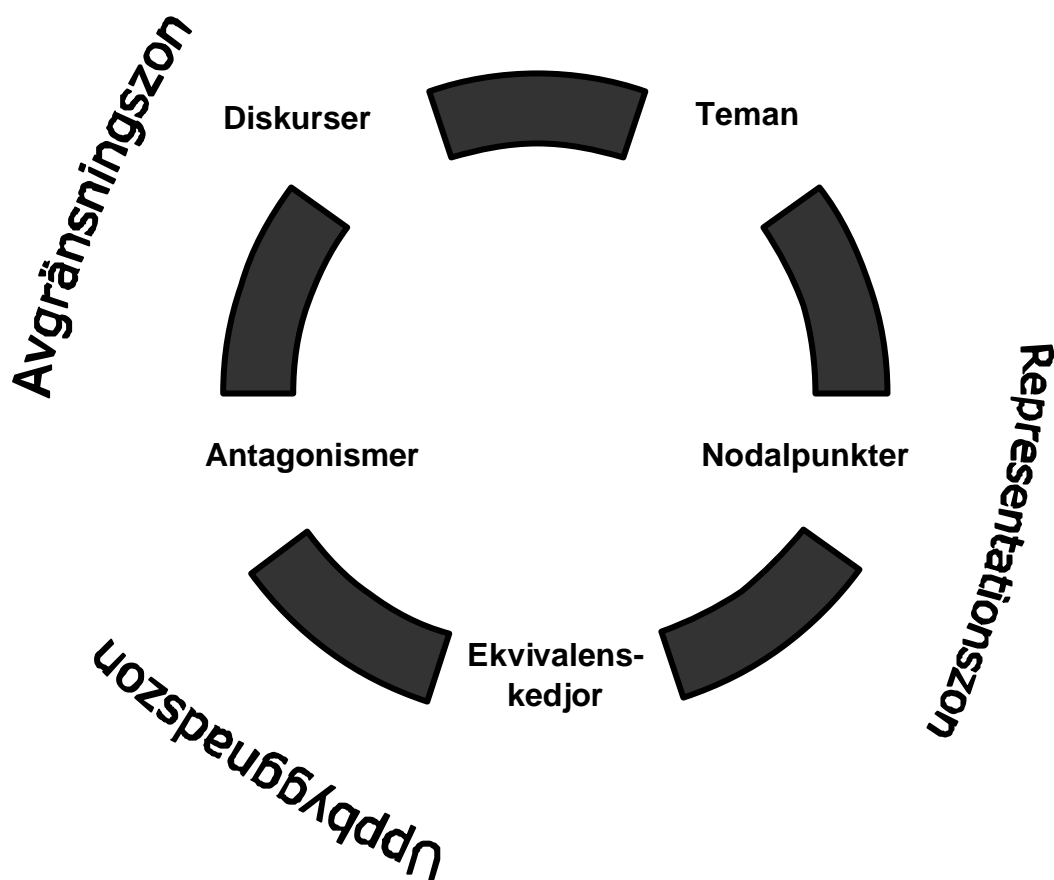 Avgränsningszon
Diskurser
Teman
Representationszon
Antagonismer
Nodalpunkter
Ekvivalens-
kedjor
Uppbyggnadszon